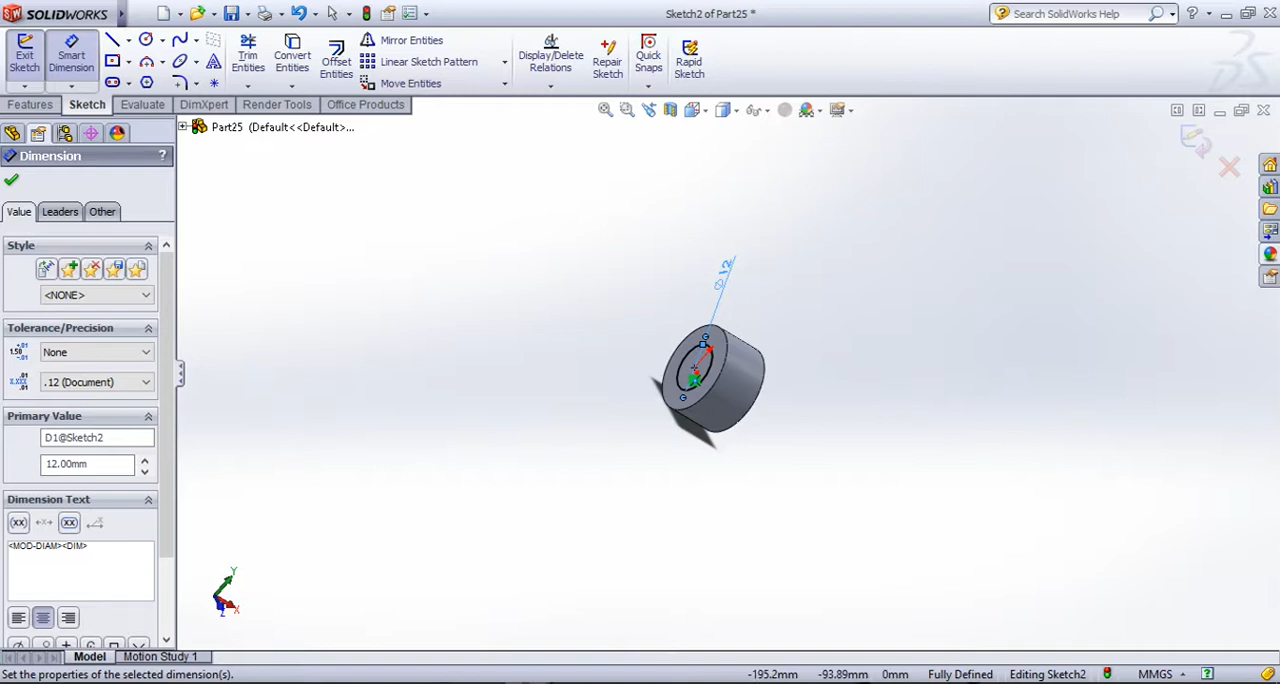 SOLIDWORKS
Sketch2 of Part25 *
Search SolidWorks Help
Exit Sketch
Smart Dimension
Trim Entities
Convert Entities
Offset Entities
Mirror Entities
Linear Sketch Pattern
Move Entities
Display/Delete Relations
Repair Sketch
Quick Snaps
Rapid Sketch
Features
Sketch
Evaluate
DimXpert
Render Tools
Office Products
Part25 (Default<<Default>...
Dimension
?
Value
Leaders
Other
Style
<NONE>
Tolerance/Precision
None
.12 (Document)
Primary Value
D1@Sketch2
12.00mm
Dimension Text
(xx)
<MOD-DIAM><DIM>
∅12
Y
X
Z
Model
Motion Study 1
Set the properties of the selected dimension(s).
-195.2mm
-93.89mm
0mm
Fully Defined
Editing Sketch2
MMGS